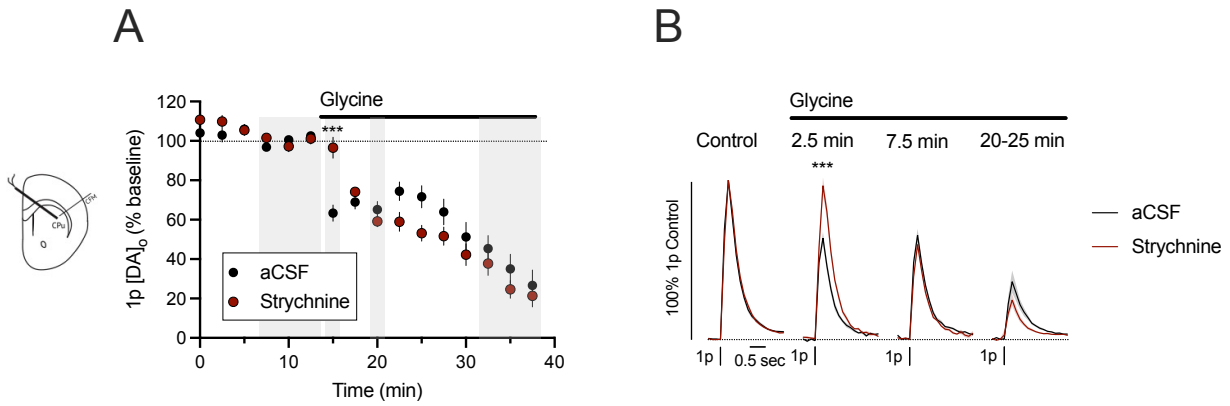 A
Glycine
***
120
100
80
60
40
20
0
1p [DA]o (% baseline)
aCSF
Strychnine
0
10
20
30
40
Time (min)
CPu
B
Glycine
Control
2.5 min
7.5 min
20-25 min
***
100% 1p Control
aCSF
Strychnine
1p
1p
1p
1p
0.5 sec